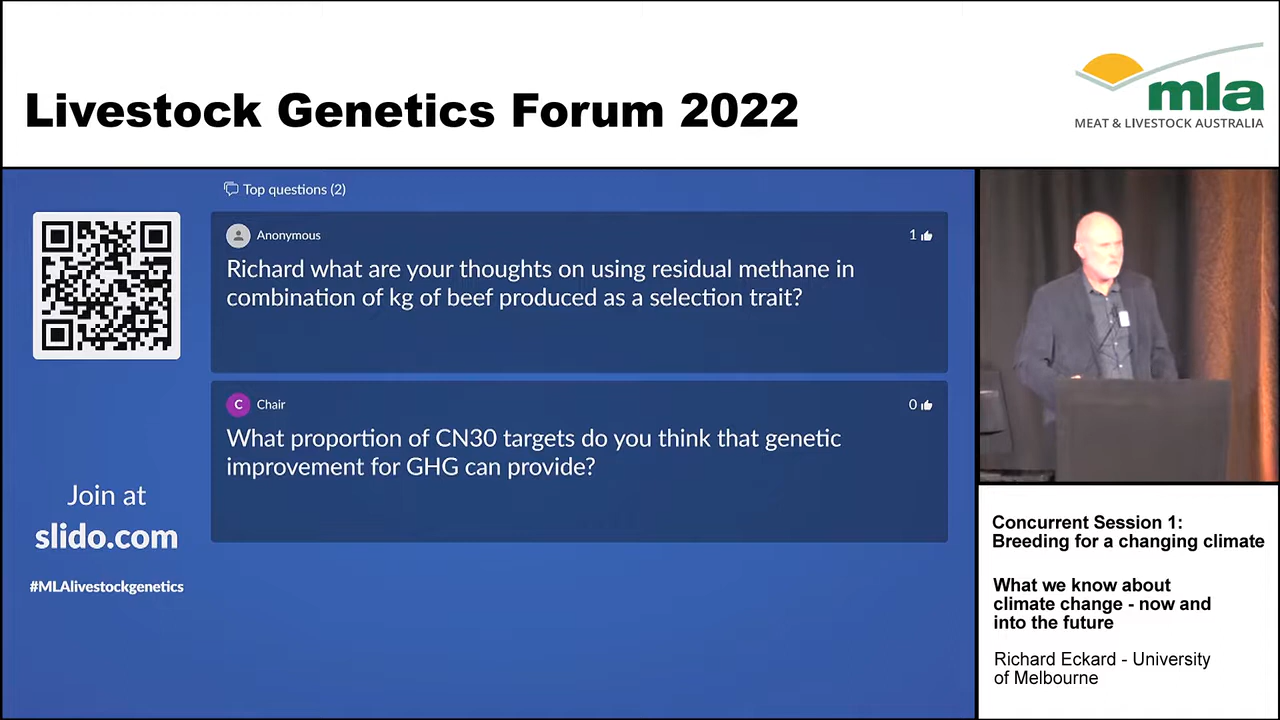 Livestock Genetics Forum 2022
mla
MEAT & LIVESTOCK AUSTRALIA
Top questions (2)
Anonymous
1
Richard what are your thoughts on using residual methane in
combination of kg of beef produced as a selection trait?
C
Chair
0
What proportion of CN30 targets do you think that genetic
improvement for GHG can provide?
Join at
slido.com
#MLAlivestockgenetics
Concurrent Session 1:
Breeding for a changing climate
What we know about
climate change - now and
into the future
Richard Eckard - University
of Melbourne